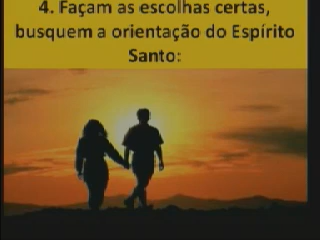 4. Façam as escolhas certas,
busquem a orientação do Espírito
Santo: